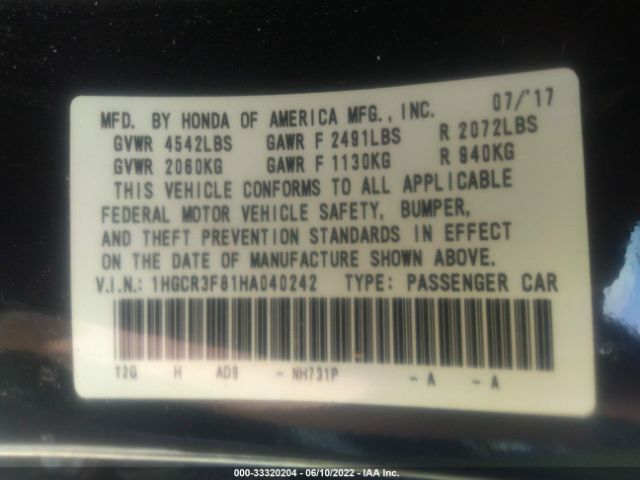 MFD. BY HONDA OF AMERICA MFG., INC. 07/'17
GVWR 4542LBS GAWR F 2491LBS R 2072LBS
GVWR 2060KG GAWR F 1130KG R 940KG
THIS VEHICLE CONFORMS TO ALL APPLICABLE
FEDERAL MOTOR VEHICLE SAFETY, BUMPER,
AND THEFT PREVENTION STANDARDS IN EFFECT
ON THE DATE OF MANUFACTURE SHOWN ABOVE.
V.I.N.: 1HGCR3F81HA040242 TYPE: PASSENGER CAR
T2G H AD9 - NH731P - A - A
000-33320204 - 06/10/2022 - IAA Inc.